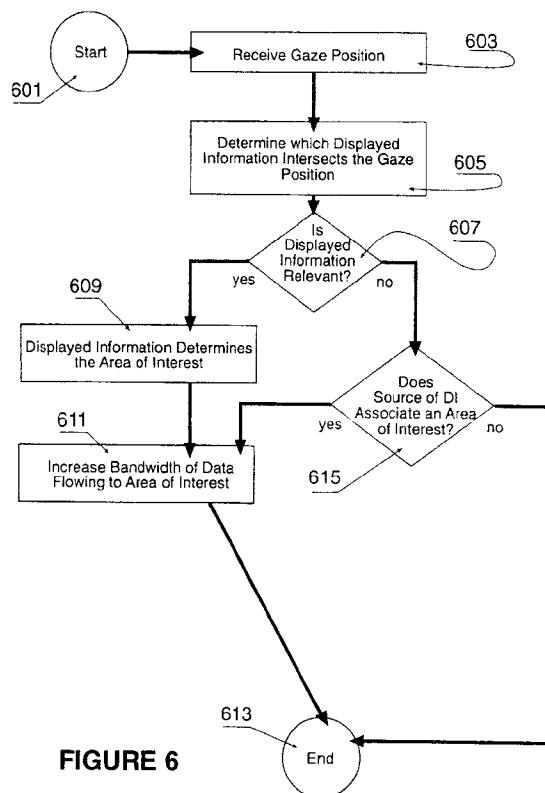 Start
601
Receive Gaze Position
603
Determine which Displayed
Information Intersects the Gaze
Position
605
Is
Displayed
Information
Relevant?
607
yes
no
609
Displayed Information Determines
the Area of Interest
Does
Source of DI
Associate an Area
of Interest?
yes
no
615
611
Increase Bandwidth of Data
Flowing to Area of Interest
613
End
FIGURE 6